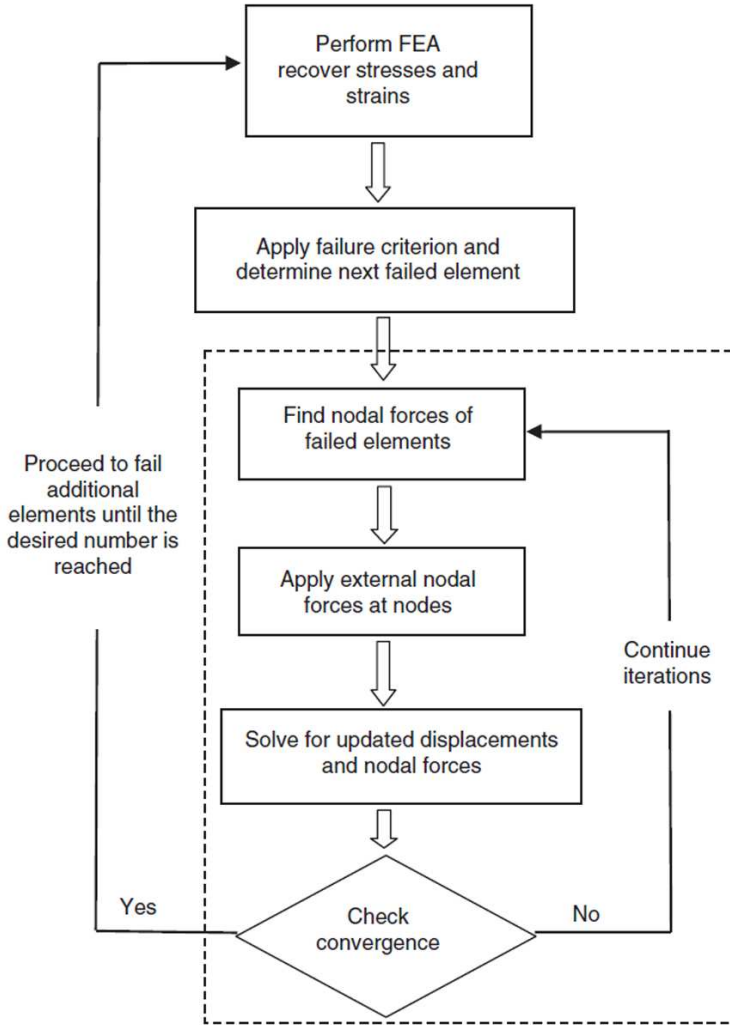 Perform FEA
recover stresses and
strains
Apply failure criterion and
determine next failed element
Find nodal forces of
failed elements
Proceed to fail
additional
elements until the
desired number is
reached
Apply external nodal
forces at nodes
Continue
iterations
Solve for updated displacements
and nodal forces
Yes
Check
convergence
No